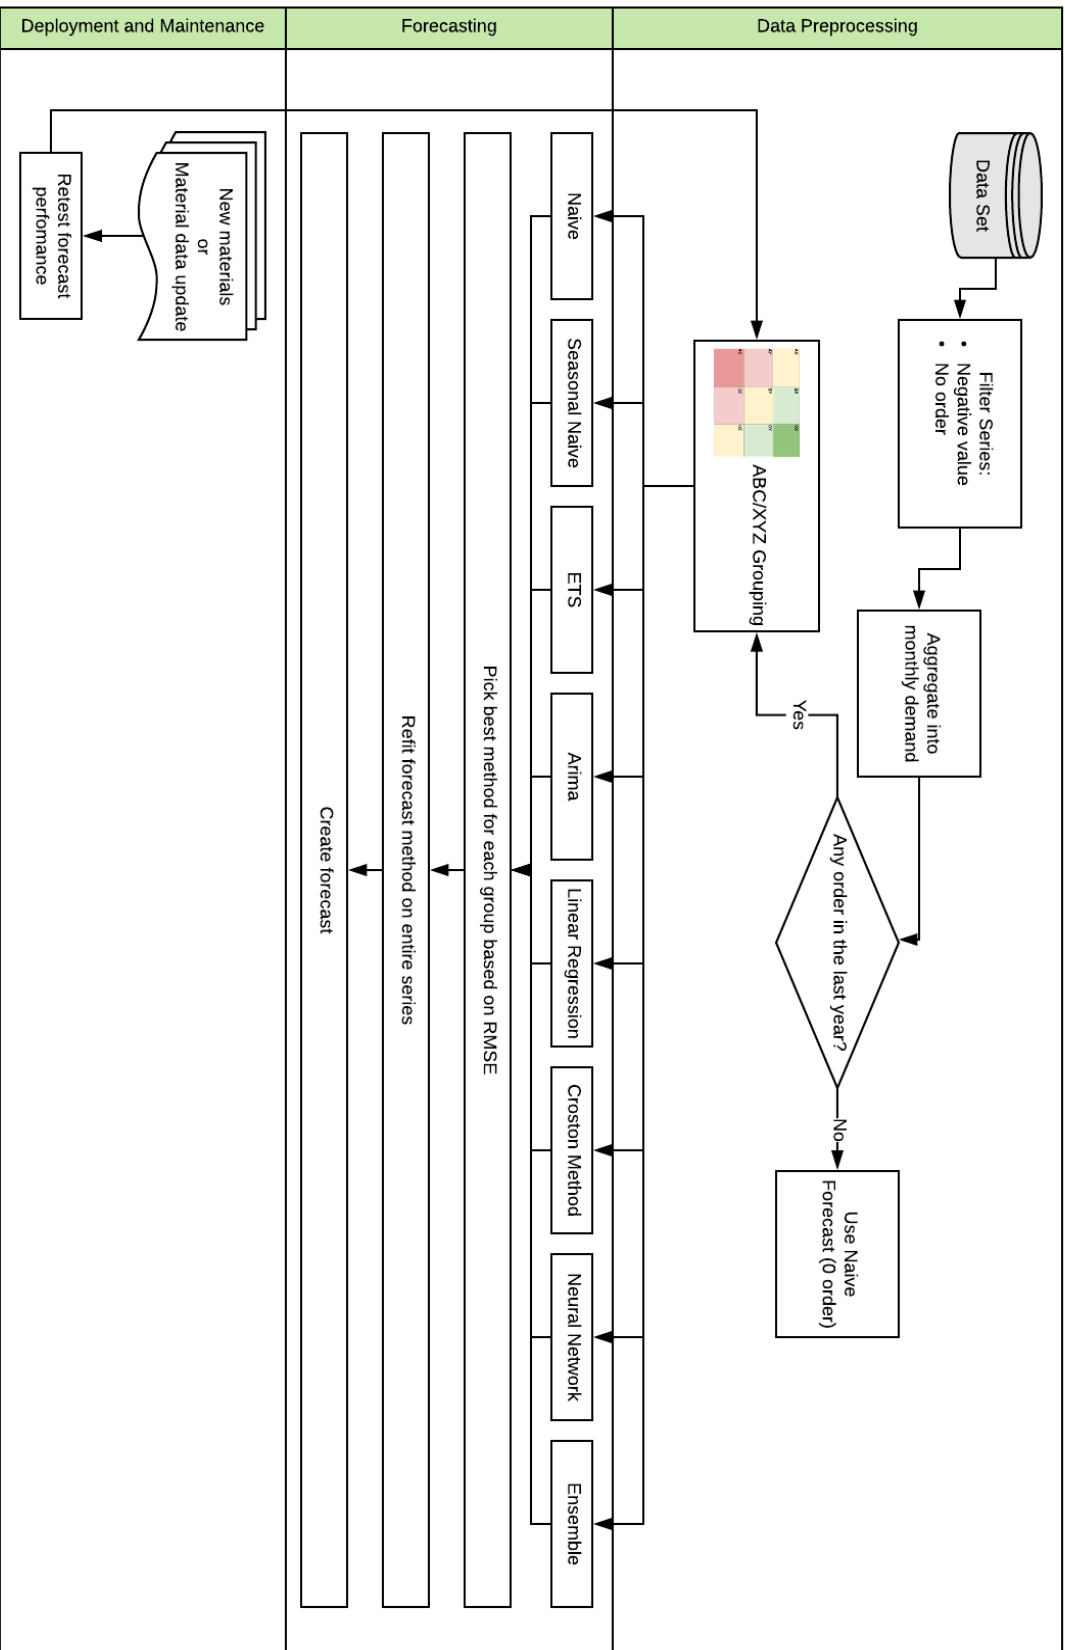 Data Preprocessing
Data Set
Filter Series:
• Negative value
• No order
Aggregate into
monthly demand
Any order in the last year?
Yes
No
Use Naive
Forecast (0 order)
ABC/XYZ Grouping
Forecasting
Naive
Seasonal Naive
ETS
Arima
Linear Regression
Croston Method
Neural Network
Ensemble
Pick best method for each group based on RMSE
Refit forecast method on entire series
Create forecast
Deployment and Maintenance
New materials
or
Material data update
Retest forecast
perfomance